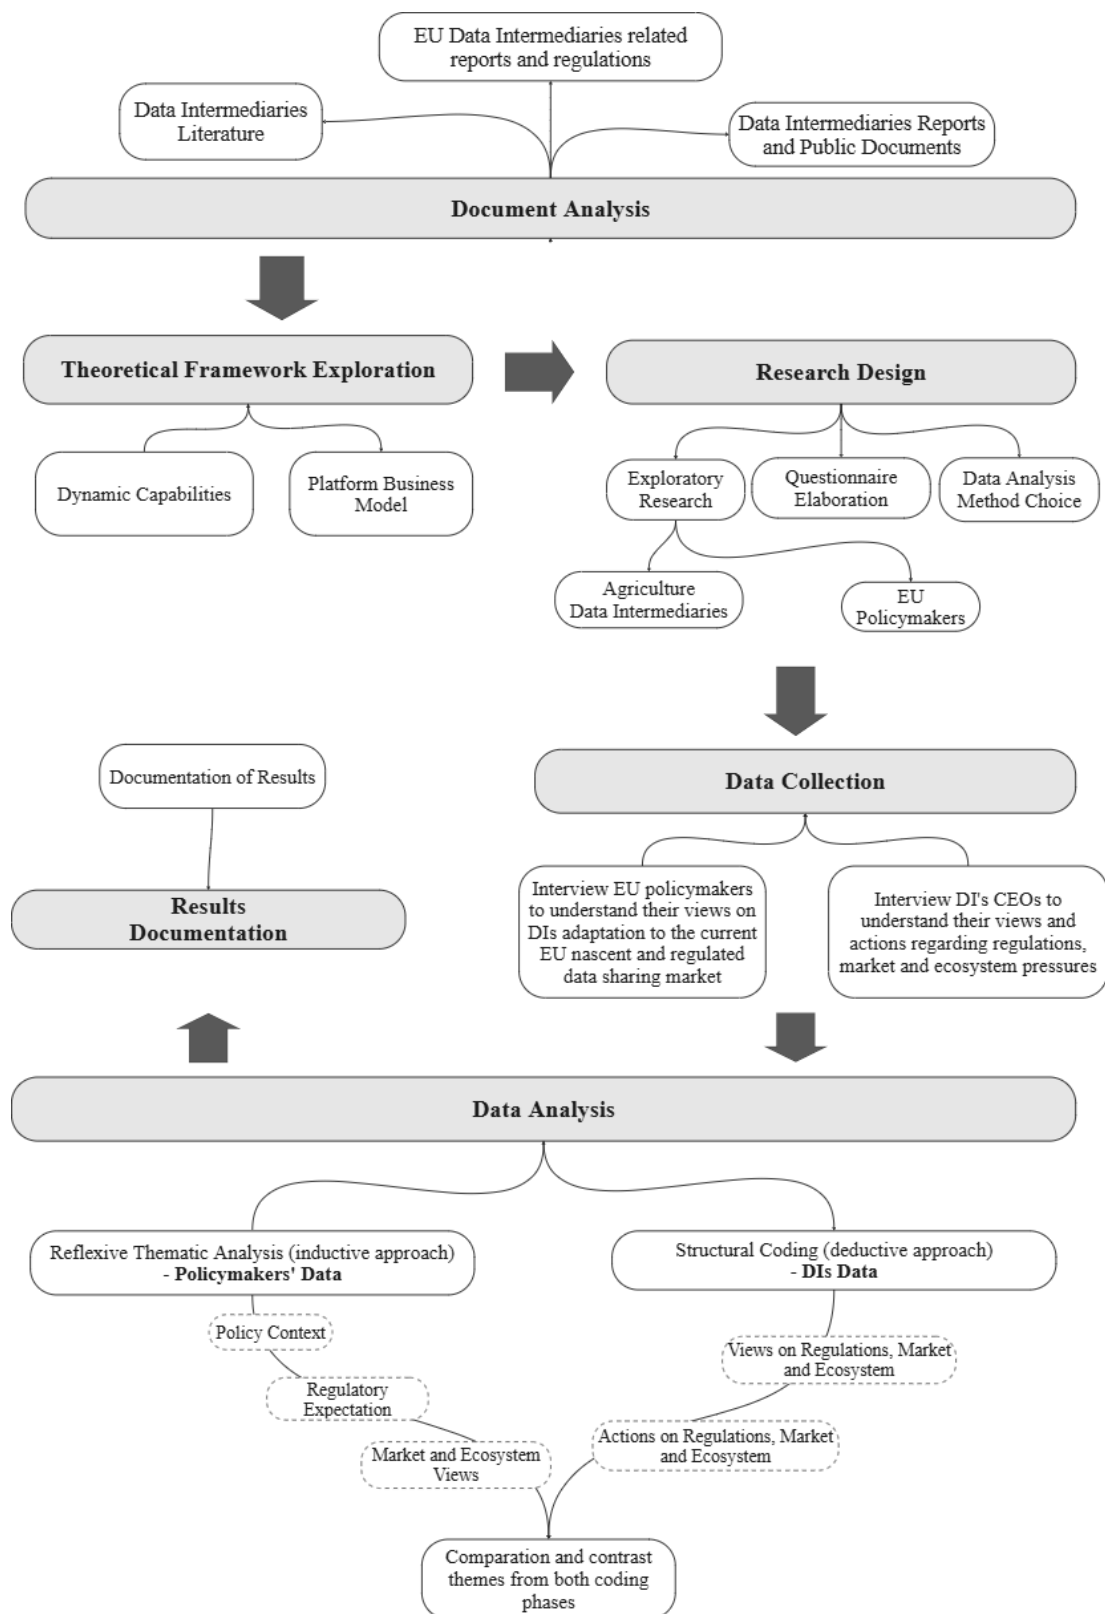 EU Data Intermediaries related
reports and regulations
Data Intermediaries
Literature
Data Intermediaries Reports
and Public Documents
Document Analysis
Theoretical Framework Exploration
Research Design
Dynamic Capabilities
Platform Business
Model
Exploratory
Research
Questionnaire
Elaboration
Data Analysis
Method Choice
Agriculture
Data Intermediaries
EU
Policymakers
Documentation of Results
Data Collection
Results
Documentation
Interview EU policymakers
to understand their views on
DIs adaptation to the current
EU nascent and regulated
data sharing market
Interview DI's CEOs to
understand their views and
actions regarding regulations,
market and ecosystem pressures
Data Analysis
Reflexive Thematic Analysis (inductive approach)
- Policymakers' Data
Structural Coding (deductive approach)
- DIs Data
Policy Context
Regulatory
Expectation
Market and Ecosystem
Views
Views on Regulations, Market
and Ecosystem
Actions on Regulations, Market
and Ecosystem
Comparation and contrast
themes from both coding
phases